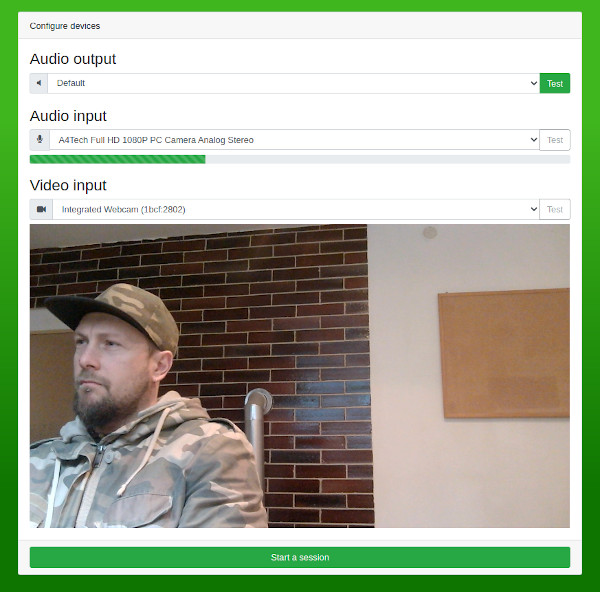 Configure devices
Audio output
Default
Test
Audio input
A4Tech Full HD 1080P PC Camera Analog Stereo
Test
Video input
Integrated Webcam (1bcf:2802)
Test
Start a session